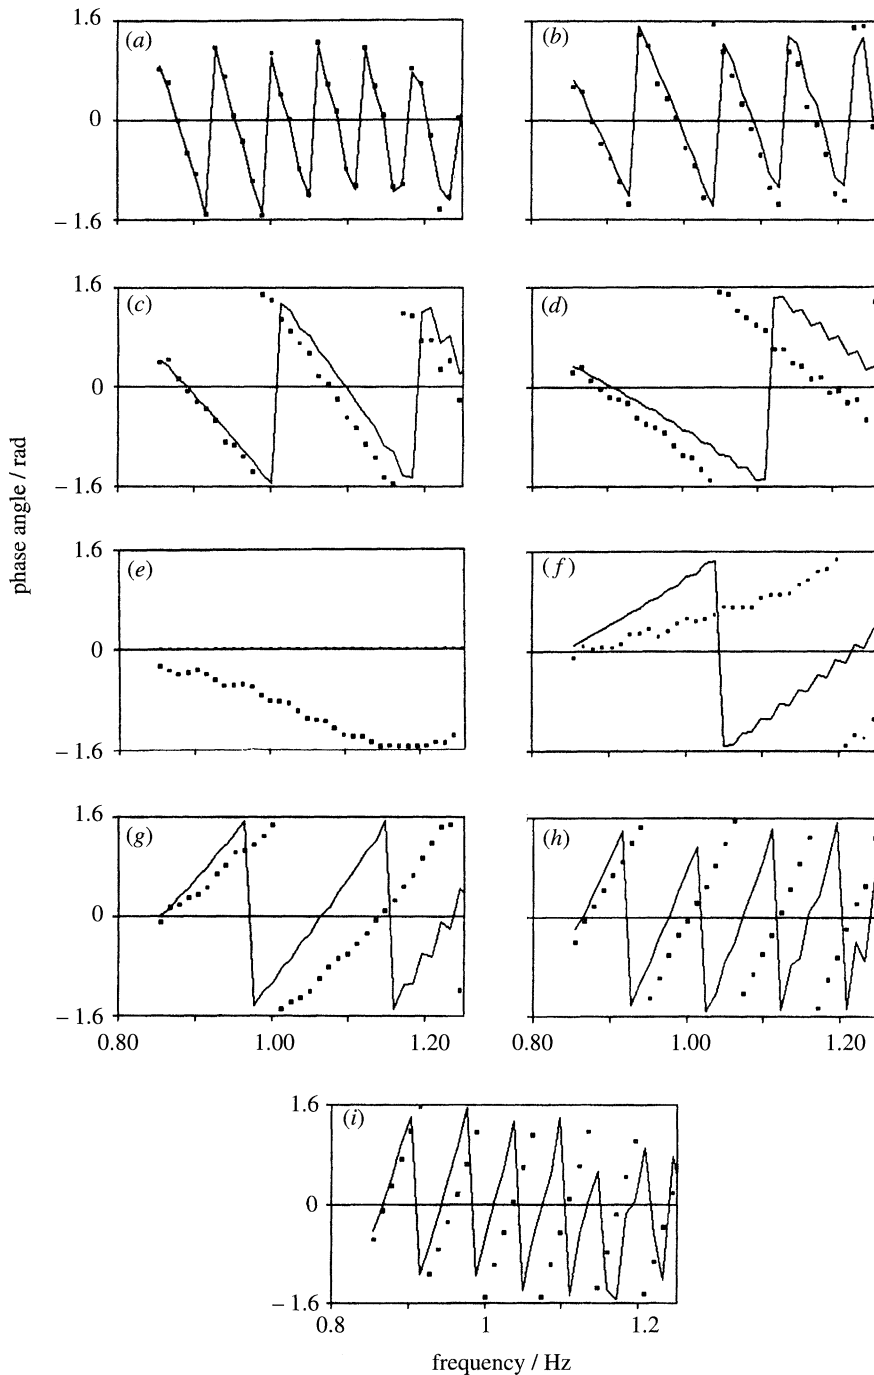 1.6
(a)
(b)
0
– 1.6
1.6
(c)
(d)
0
– 1.6
phase angle / rad
1.6
(e)
(f)
0
– 1.6
1.6
(g)
(h)
0
– 1.6
0.80 1.00 1.20 0.80 1.00 1.20
1.6
(i)
0
– 1.6
0.8 1 1.2
frequency / Hz